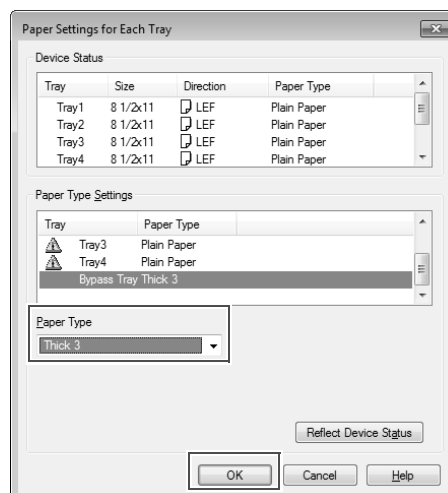 Paper Settings for Each Tray
Device Status
Tray Size Direction Paper Type
Tray1 8 1/2x11 LEF Plain Paper
Tray2 8 1/2x11 LEF Plain Paper
Tray3 8 1/2x11 LEF Plain Paper
Tray4 8 1/2x11 LEF Plain Paper
Paper Type Settings
Tray Paper Type
Tray3 Plain Paper
Tray4 Plain Paper
Bypass Tray Thick 3
Paper Type
Thick 3
Reflect Device Status
OK Cancel Help